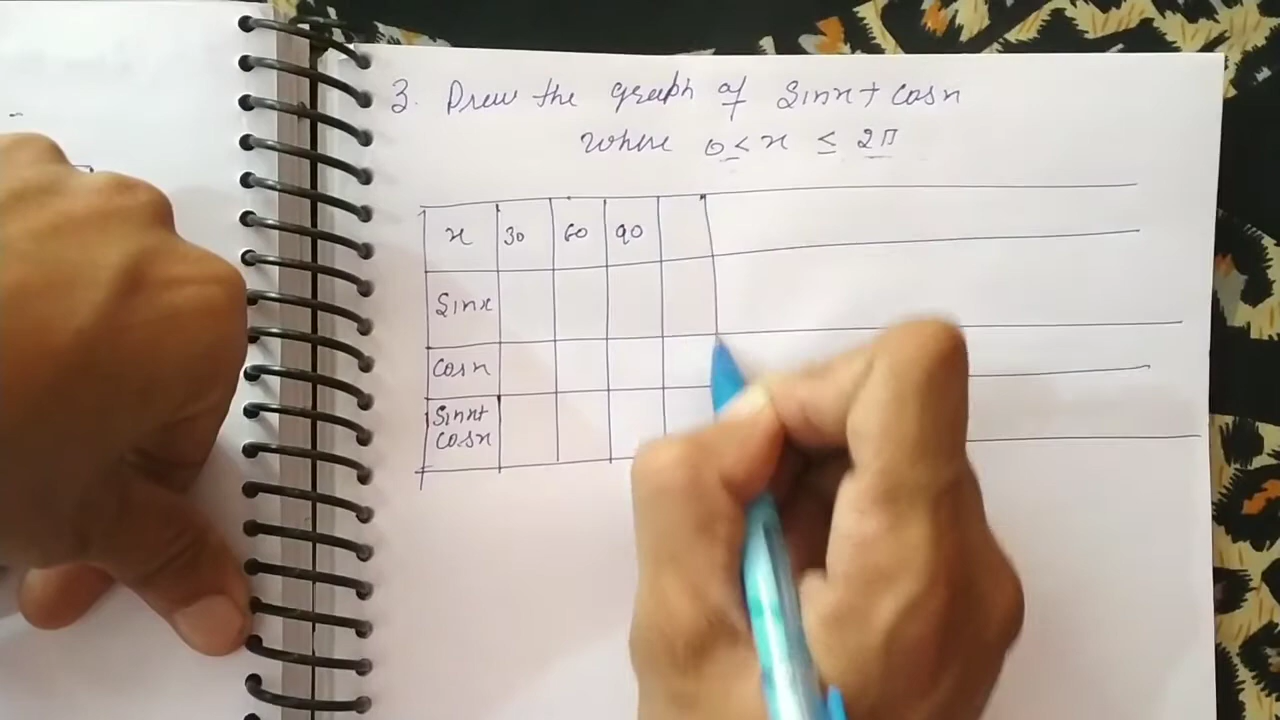 3. Draw the graph of Sinx + cosx
where 0 < x ≤ 2π
x 30 60 90
Sinx
cosx
Sinx+
cosx